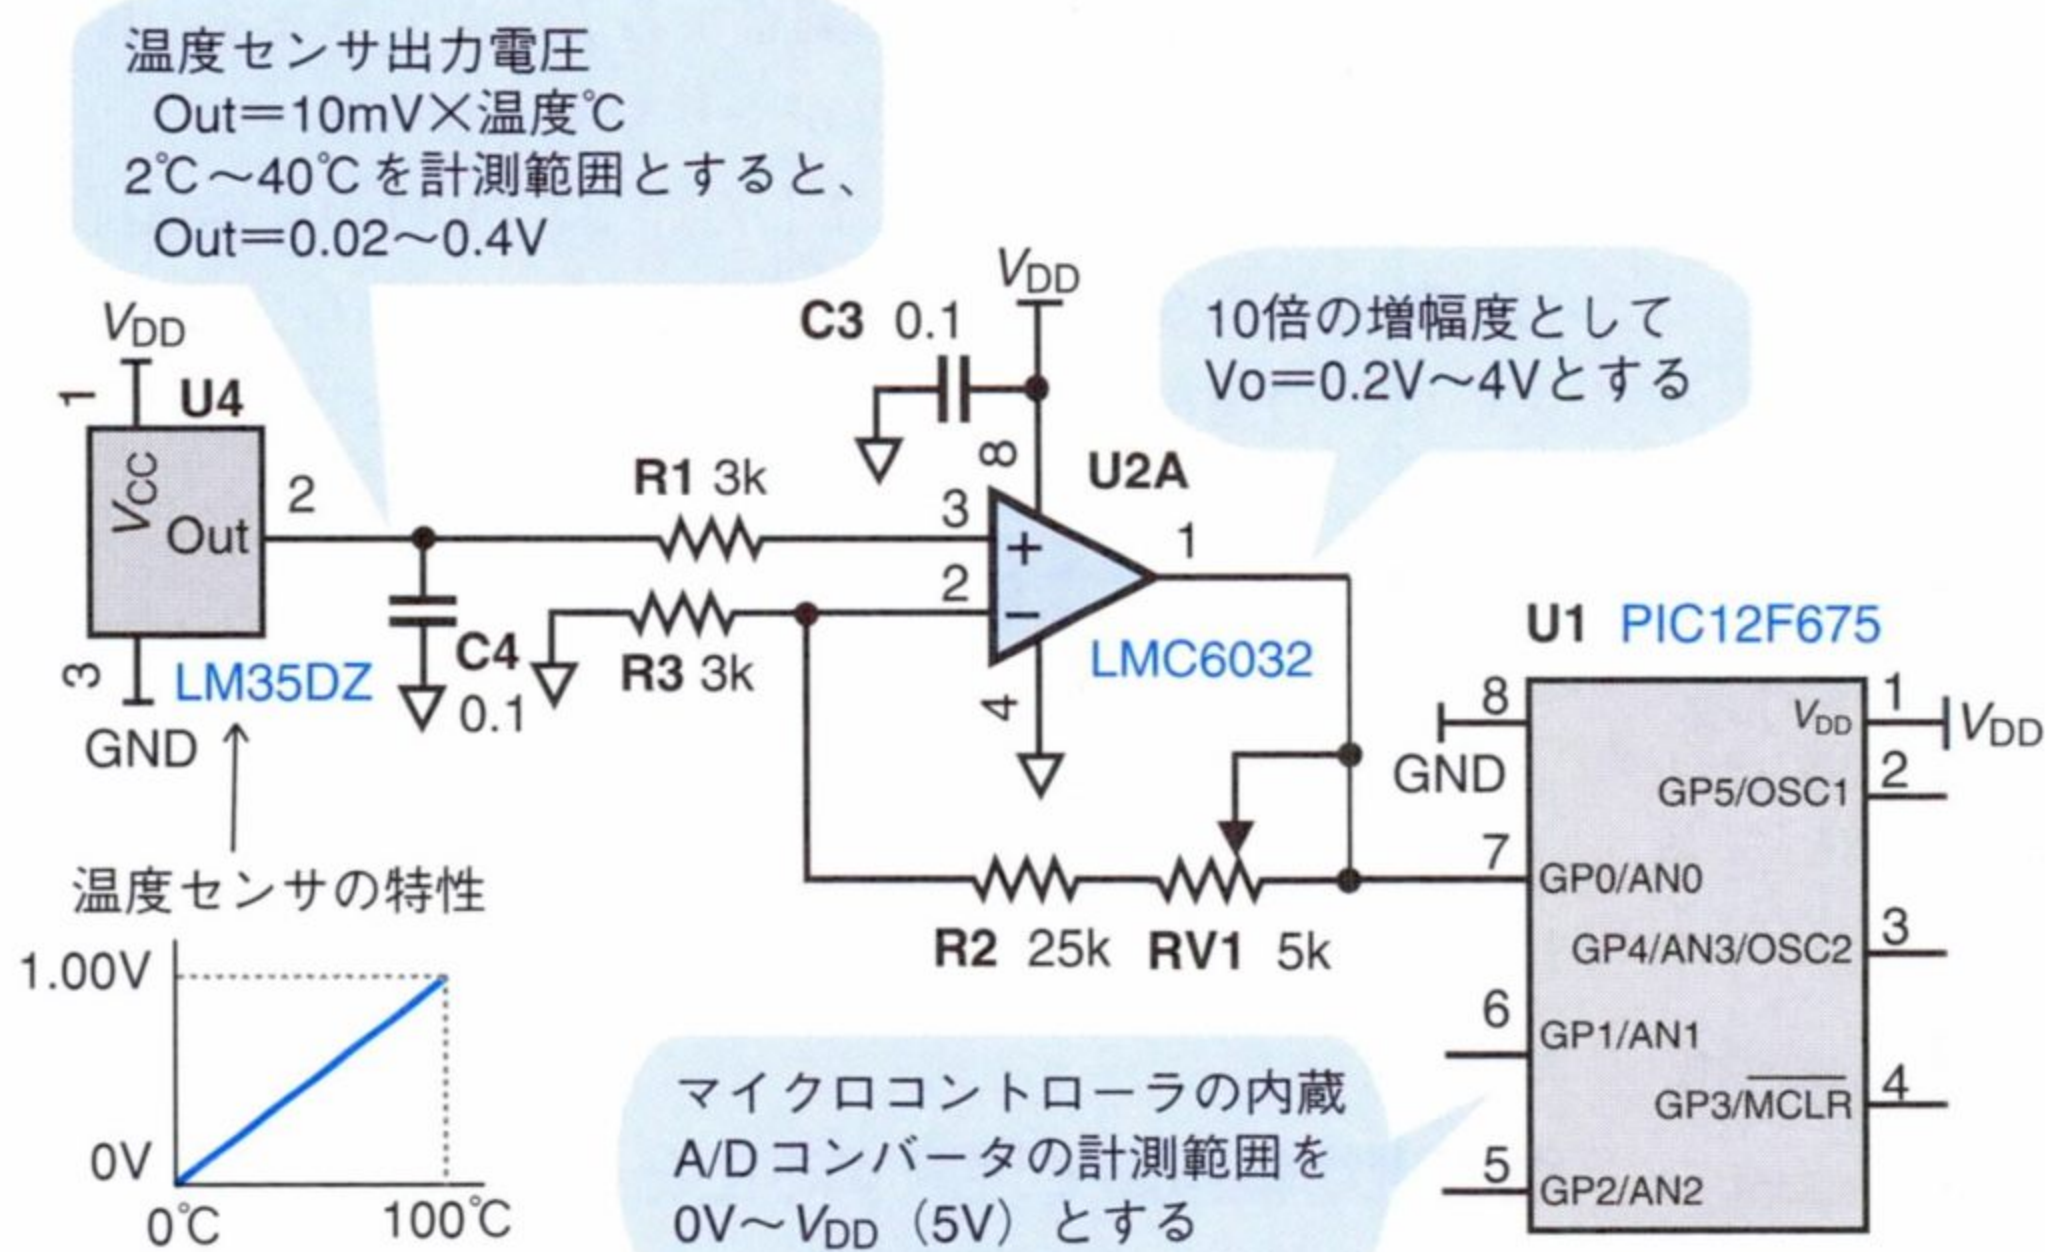 温度センサ出力電圧
Out＝10mV×温度℃
2℃～40℃を計測範囲とすると、
Out＝0.02～0.4V
VDD
1
U4
VCC
Out
2
3
LM35DZ
GND
温度センサの特性
1.00V
0V
0℃
100℃
C4
0.1
R1 3k
R3 3k
C3 0.1
VDD
8
3
2
+
−
4
U2A
1
LMC6032
10倍の増幅度として
Vo＝0.2V～4Vとする
R2 25k
RV1 5k
U1 PIC12F675
8
GND
7
GP0/AN0
6
GP1/AN1
5
GP2/AN2
VDD
1
VDD
GP5/OSC1
2
GP4/AN3/OSC2
3
GP3/MCLR
4
マイクロコントローラの内蔵
A/Dコンバータの計測範囲を
0V～VDD（5V）とする